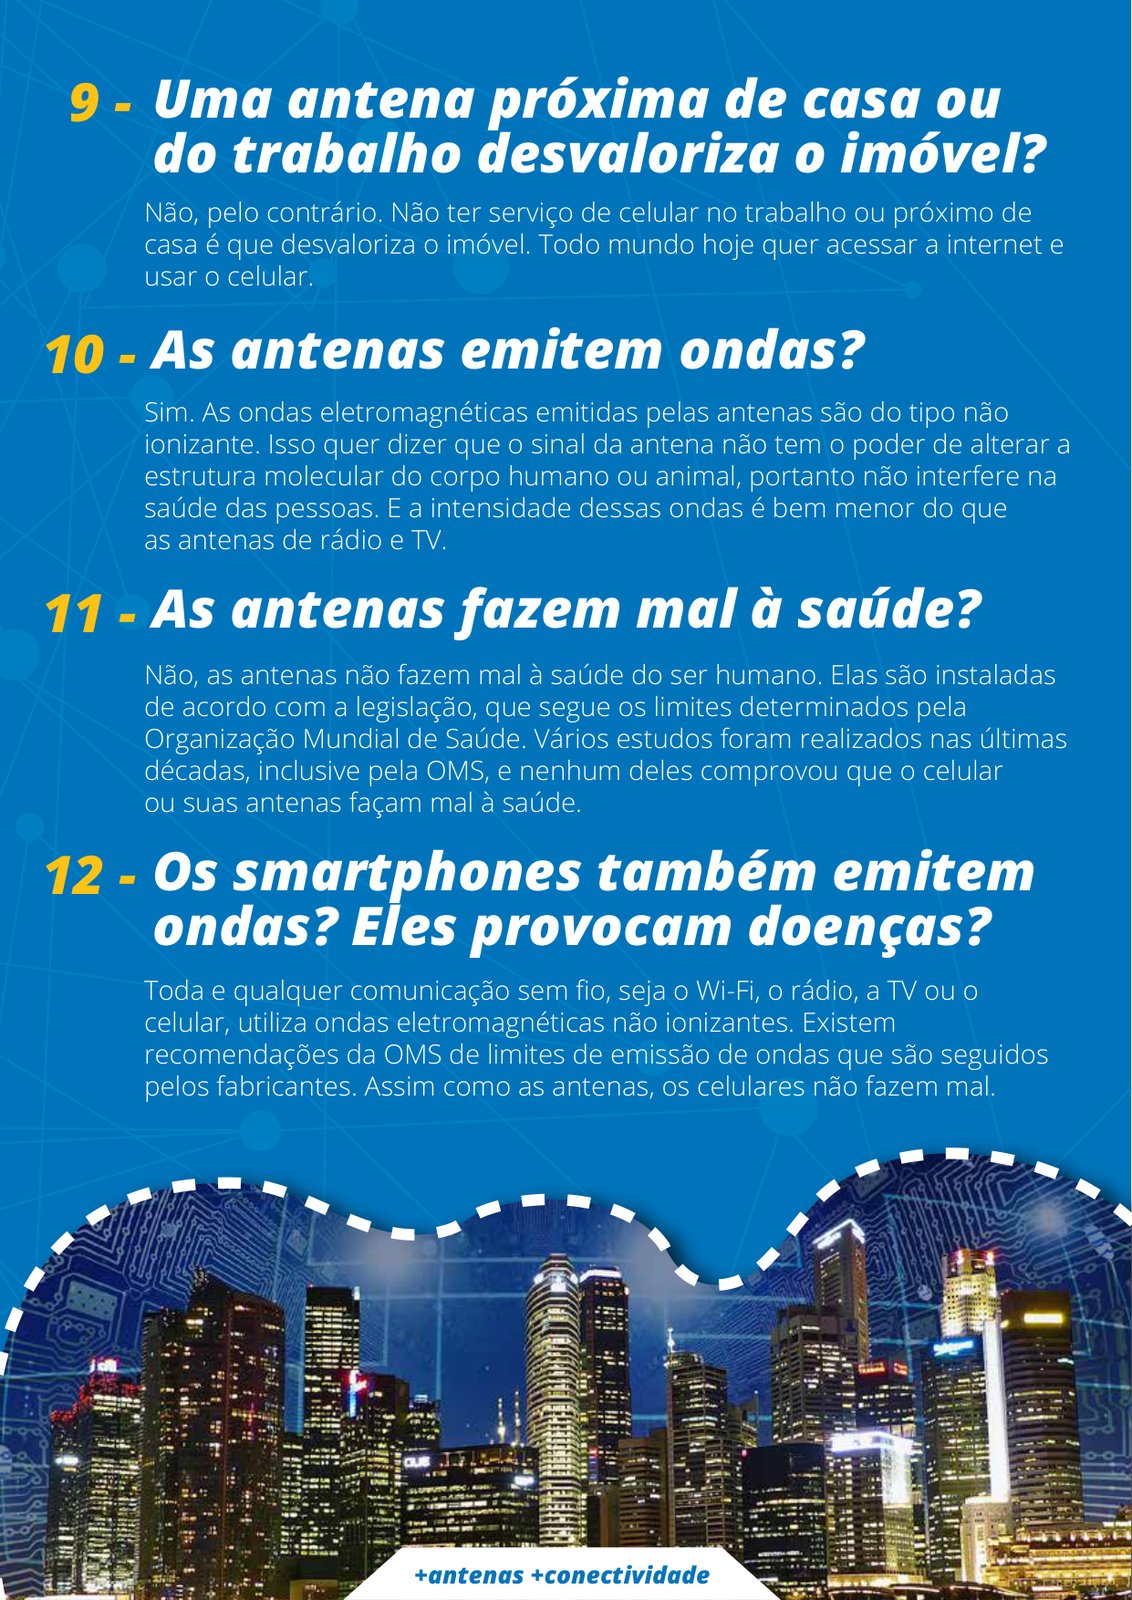 9 - Uma antena próxima de casa ou
do trabalho desvaloriza o imóvel?
Não, pelo contrário. Não ter serviço de celular no trabalho ou próximo de
casa é que desvaloriza o imóvel. Todo mundo hoje quer acessar a internet e
usar o celular.
10 - As antenas emitem ondas?
Sim. As ondas eletromagnéticas emitidas pelas antenas são do tipo não
ionizante. Isso quer dizer que o sinal da antena não tem o poder de alterar a
estrutura molecular do corpo humano ou animal, portanto não interfere na
saúde das pessoas. E a intensidade dessas ondas é bem menor do que
as antenas de rádio e TV.
11 - As antenas fazem mal à saúde?
Não, as antenas não fazem mal à saúde do ser humano. Elas são instaladas
de acordo com a legislação, que segue os limites determinados pela
Organização Mundial de Saúde. Vários estudos foram realizados nas últimas
décadas, inclusive pela OMS, e nenhum deles comprovou que o celular
ou suas antenas façam mal à saúde.
12 - Os smartphones também emitem
ondas? Eles provocam doenças?
Toda e qualquer comunicação sem fio, seja o Wi-Fi, o rádio, a TV ou o
celular, utiliza ondas eletromagnéticas não ionizantes. Existem
recomendações da OMS de limites de emissão de ondas que são seguidos
pelos fabricantes. Assim como as antenas, os celulares não fazem mal.
+antenas +conectividade